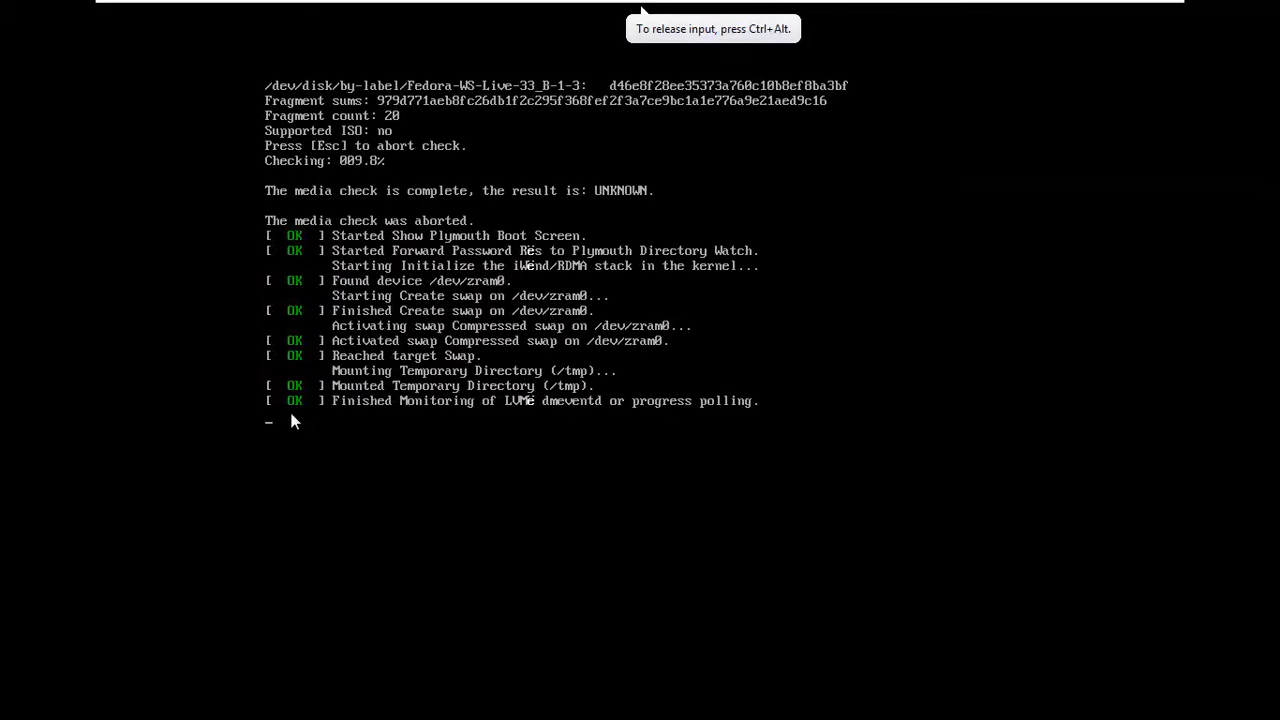 To release input, press Ctrl+Alt.
/dev/disk/by-label/Fedora-WS-Live-33_B-1-3: d46e8f28ee35373a760c10b8ef8ba3bf
Fragment sums: 979d771aeb8fc26db1f2c295f368fef2f3a7ce9bc1a1e776a9e21aed9c16
Fragment count: 20
Supported ISO: no
Press [Esc] to abort check.
Checking: 009.8%
The media check is complete, the result is: UNKNOWN.
The media check was aborted.
[ OK ] Started Show Plymouth Boot Screen.
[ OK ] Started Forward Password Rës to Plymouth Directory Watch.
Starting Initialize the iWënd/RDMA stack in the kernel...
[ OK ] Found device /dev/zram0.
Starting Create swap on /dev/zram0...
[ OK ] Finished Create swap on /dev/zram0.
Activating swap Compressed swap on /dev/zram0...
[ OK ] Activated swap Compressed swap on /dev/zram0.
[ OK ] Reached target Swap.
Mounting Temporary Directory (/tmp)...
[ OK ] Mounted Temporary Directory (/tmp).
[ OK ] Finished Monitoring of LVMë dmeventd or progress polling.
_